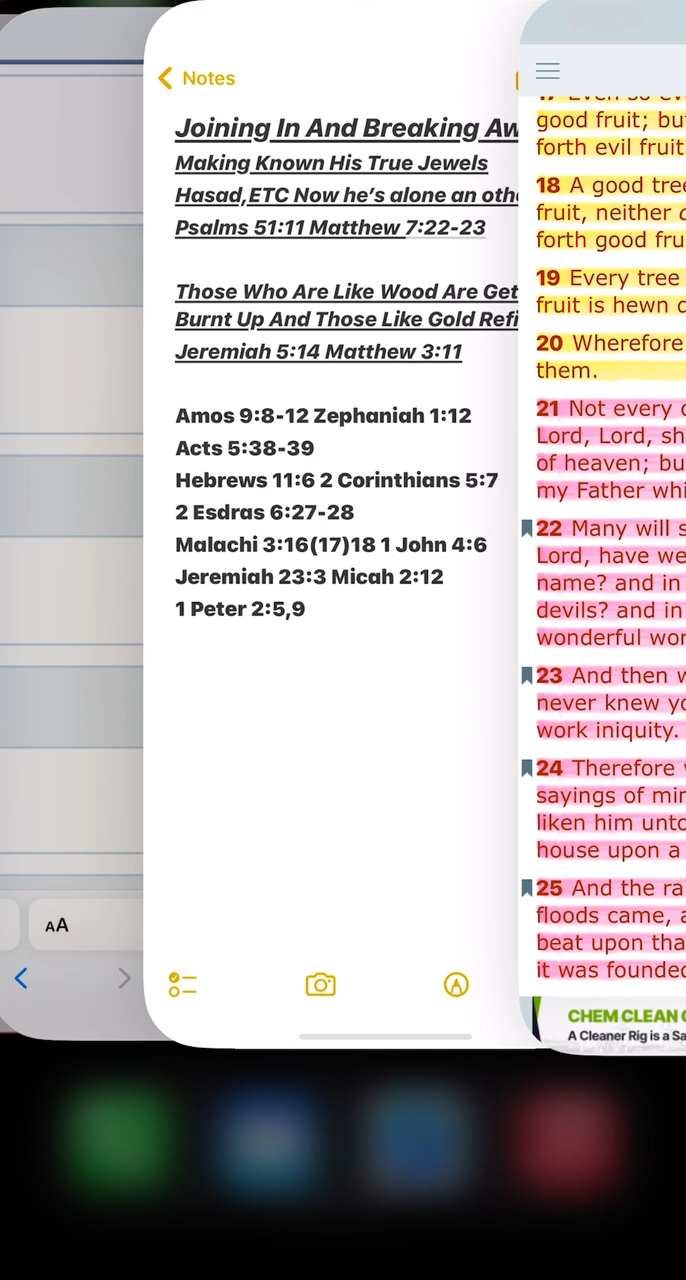 Notes
Joining In And Breaking Aw
Making Known His True Jewels
Hasad,ETC Now he's alone an oth
Psalms 51:11 Matthew 7:22-23
Those Who Are Like Wood Are Get
Burnt Up And Those Like Gold Refi
Jeremiah 5:14 Matthew 3:11
Amos 9:8-12 Zephaniah 1:12
Acts 5:38-39
Hebrews 11:6 2 Corinthians 5:7
2 Esdras 6:27-28
Malachi 3:16(17)18 1 John 4:6
Jeremiah 23:3 Micah 2:12
1 Peter 2:5,9
AA
17 Even so ev
good fruit; bu
forth evil fruit
18 A good tree
fruit, neither c
forth good fru
19 Every tree
fruit is hewn d
20 Wherefore
them.
21 Not every o
Lord, Lord, sh
of heaven; bu
my Father whi
22 Many will s
Lord, have we
name? and in
devils? and in
wonderful wor
23 And then w
never knew yo
work iniquity.
24 Therefore w
sayings of min
liken him unto
house upon a
25 And the ra
floods came, a
beat upon tha
it was founded
CHEM CLEAN
A Cleaner Rig is a Sa